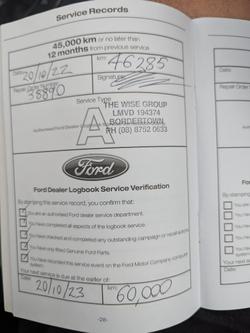 Service Records
45,000 km or no later than
12 months from previous service
Date: 20/10/22
km: 46285
Signature:
Repair Order 38890
Service Type
THE WISE GROUP
LMVD 194374
BORDERTOWN
PH (08) 8752 0633
A
Ford
Ford Dealer Logbook Service Verification
By stamping this service record, you confirm that:
You are an authorised Ford dealer service department.
You have completed all aspects of the logbook service.
You have checked and completed any outstanding campaign or repair
You have only fitted Genuine Ford Parts.
You have recorded this service event on the Ford Motor Company computer
system.
Your next service is due at the earlier of:
Date: 20/10/23
km: 60,000
-28-